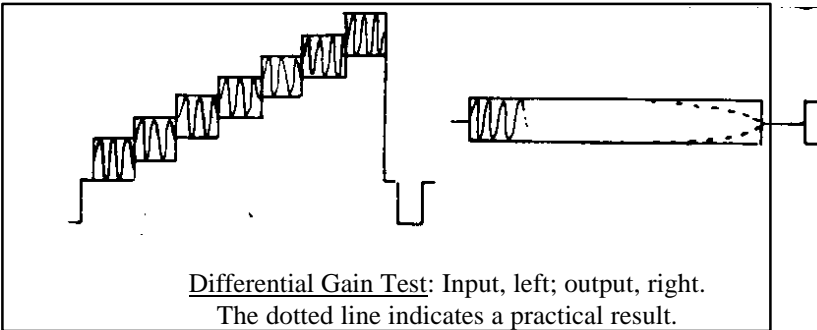 Differential Gain Test: Input, left; output, right.
The dotted line indicates a practical result.